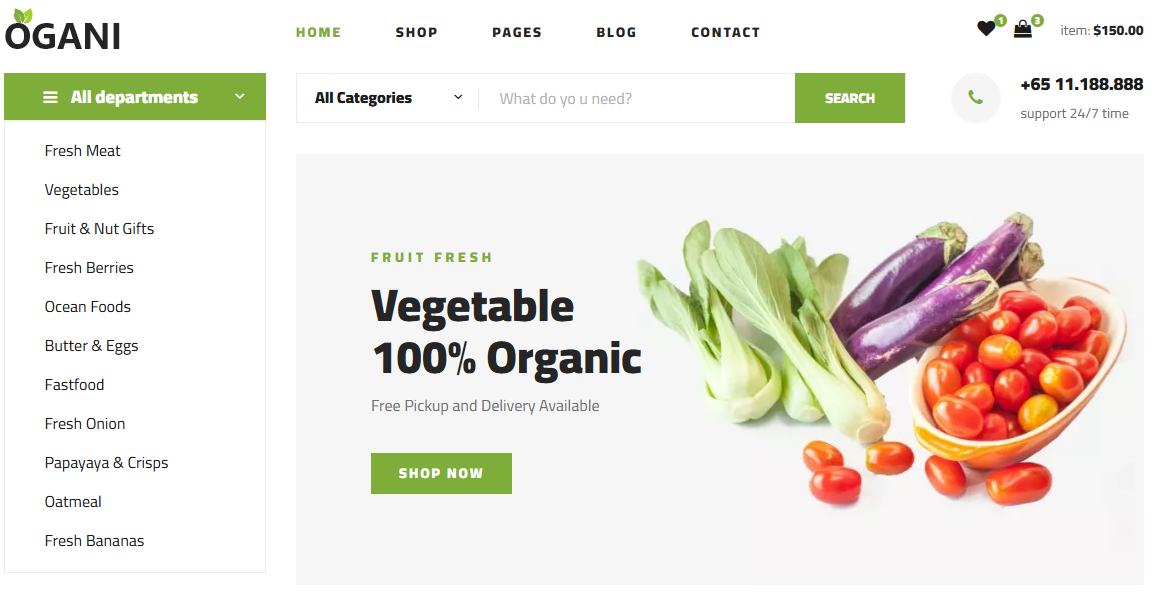 OGANI
HOME SHOP PAGES BLOG CONTACT
1 3 item: $150.00
All departments
All Categories What do yo u need? SEARCH
+65 11.188.888
support 24/7 time
Fresh Meat
Vegetables
Fruit & Nut Gifts
Fresh Berries
Ocean Foods
Butter & Eggs
Fastfood
Fresh Onion
Papayaya & Crisps
Oatmeal
Fresh Bananas
FRUIT FRESH
Vegetable
100% Organic
Free Pickup and Delivery Available
SHOP NOW